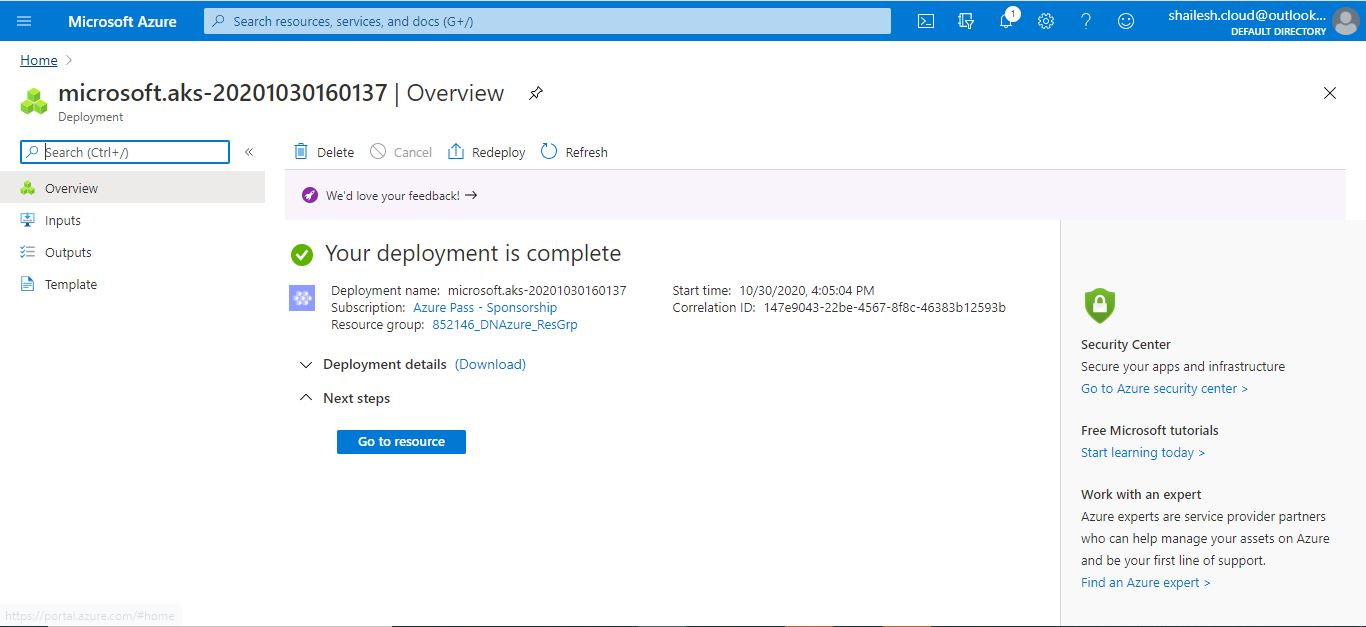 Microsoft Azure
Search resources, services, and docs (G+/)
1
shailesh.cloud@outlook...
DEFAULT DIRECTORY
Home >
microsoft.aks-20201030160137 | Overview
Deployment
Search (Ctrl+/)
«
Delete Cancel Redeploy Refresh
Overview
Inputs
Outputs
Template
We'd love your feedback! →
Your deployment is complete
Deployment name: microsoft.aks-20201030160137
Subscription: Azure Pass - Sponsorship
Resource group: 852146_DNAzure_ResGrp
Start time: 10/30/2020, 4:05:04 PM
Correlation ID: 147e9043-22be-4567-8f8c-46383b12593b
Deployment details (Download)
Next steps
Go to resource
Security Center
Secure your apps and infrastructure
Go to Azure security center >
Free Microsoft tutorials
Start learning today >
Work with an expert
Azure experts are service provider partners
who can help manage your assets on Azure
and be your first line of support.
Find an Azure expert >
https://portal.azure.com/#home